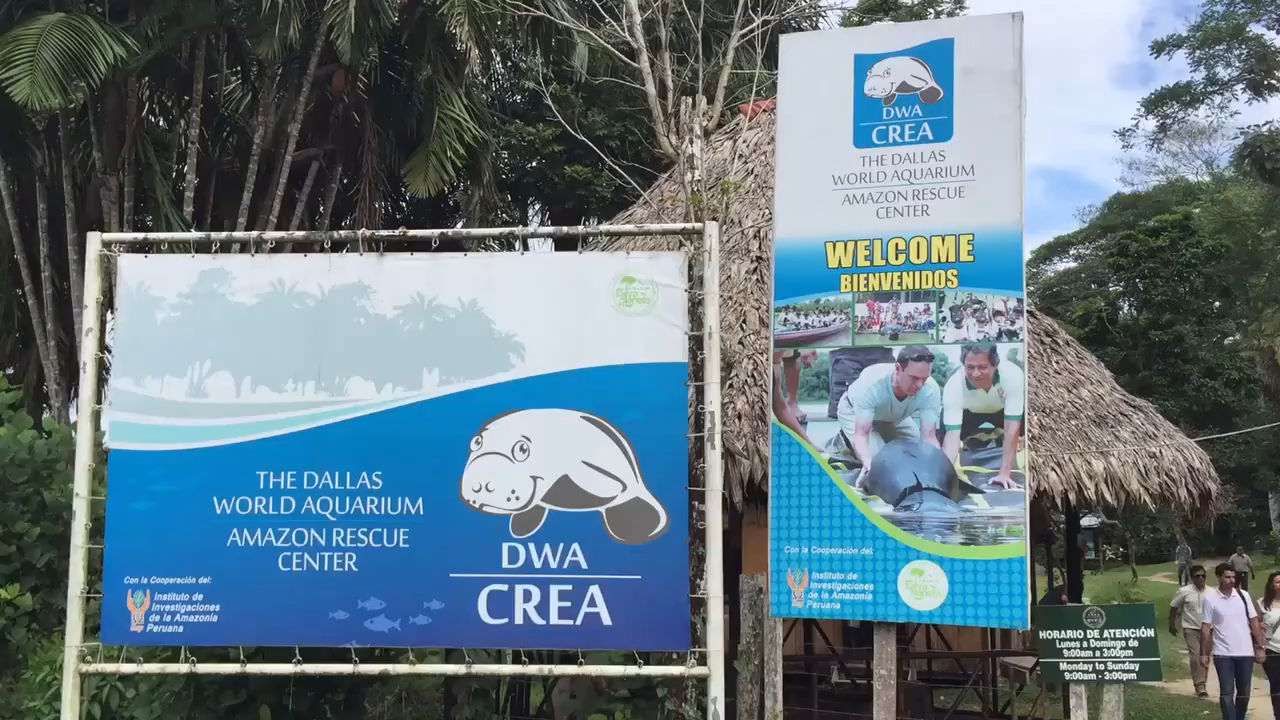 THE DALLAS
WORLD AQUARIUM
AMAZON RESCUE
CENTER
DWA
CREA
Con la Cooperación del:
Instituto de
Investigaciones
de la Amazonía
Peruana
DWA
CREA
THE DALLAS
WORLD AQUARIUM
AMAZON RESCUE
CENTER
WELCOME
BIENVENIDOS
Con la Cooperación del:
Instituto de
Investigaciones
de la Amazonía
Peruana
HORARIO DE ATENCIÓN
Lunes a Domingo de
9:00am a 3:00pm
Monday to Sunday
9:00am - 3:00pm